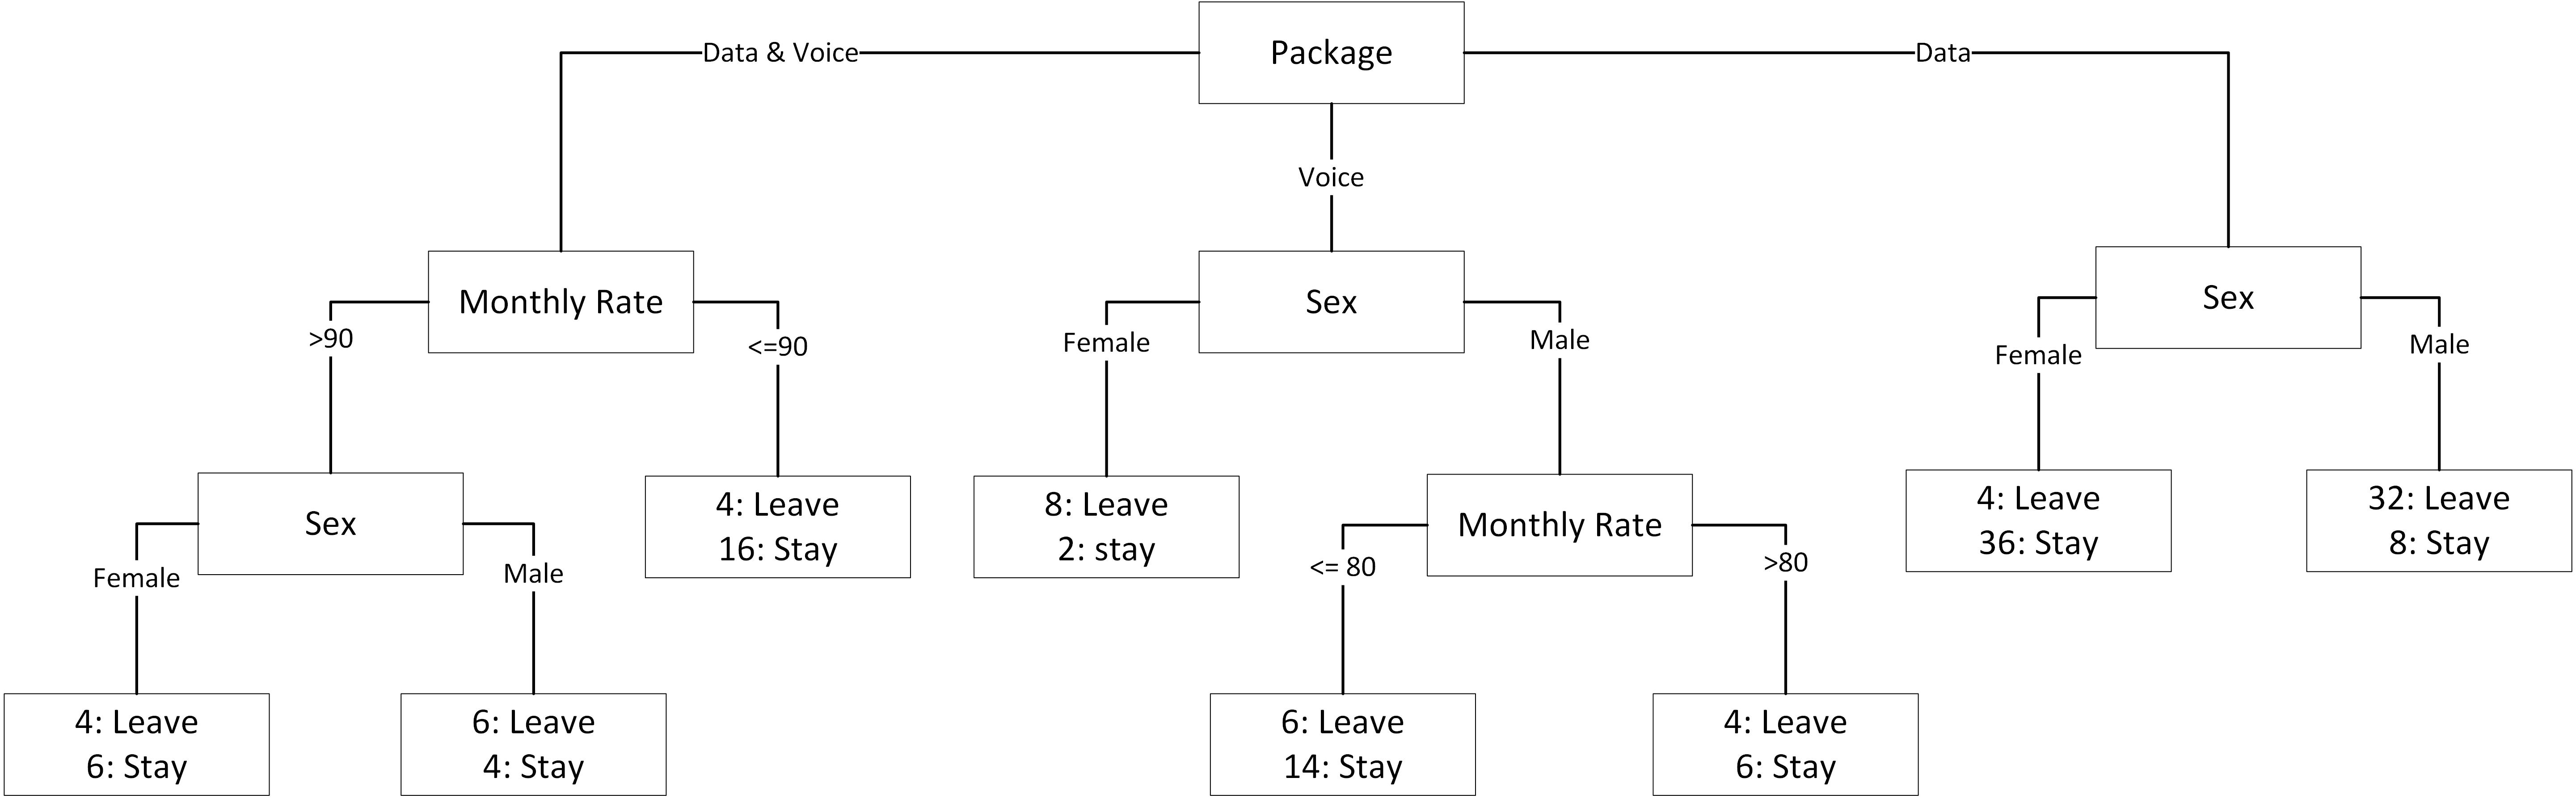 Package
Data & Voice
Data
Voice
Monthly Rate
Sex
Sex
>90
<=90
Female
Male
Female
Male
Sex
4: Leave
16: Stay
8: Leave
2: stay
Monthly Rate
4: Leave
36: Stay
32: Leave
8: Stay
Female
Male
<= 80
>80
4: Leave
6: Stay
6: Leave
4: Stay
6: Leave
14: Stay
4: Leave
6: Stay